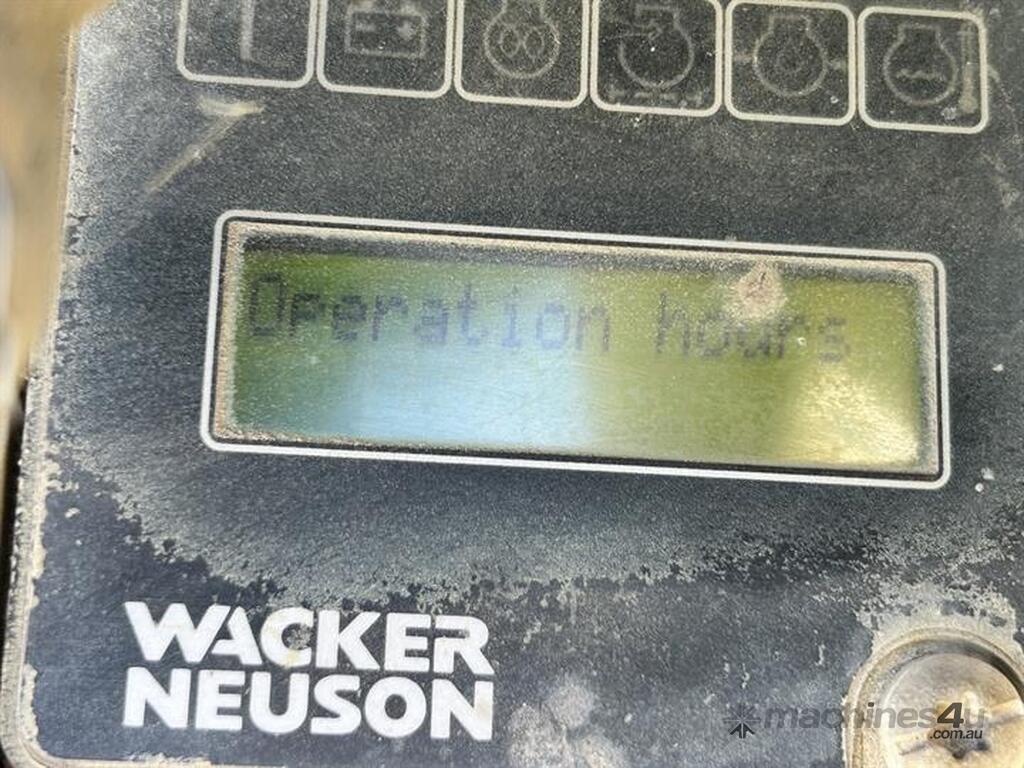 Operation hours
WACKER
NEUSON
machines4u
.com.au